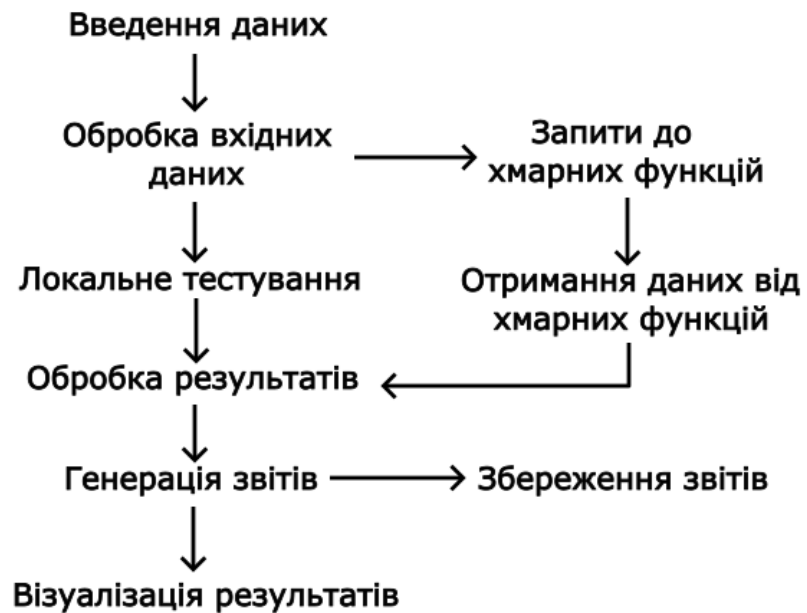 Введення даних
Обробка вхідних
даних
Запити до
хмарних функцій
Локальне тестування
Отримання даних від
хмарних функцій
Обробка результатів
Генерація звітів
Збереження звітів
Візуалізація результатів